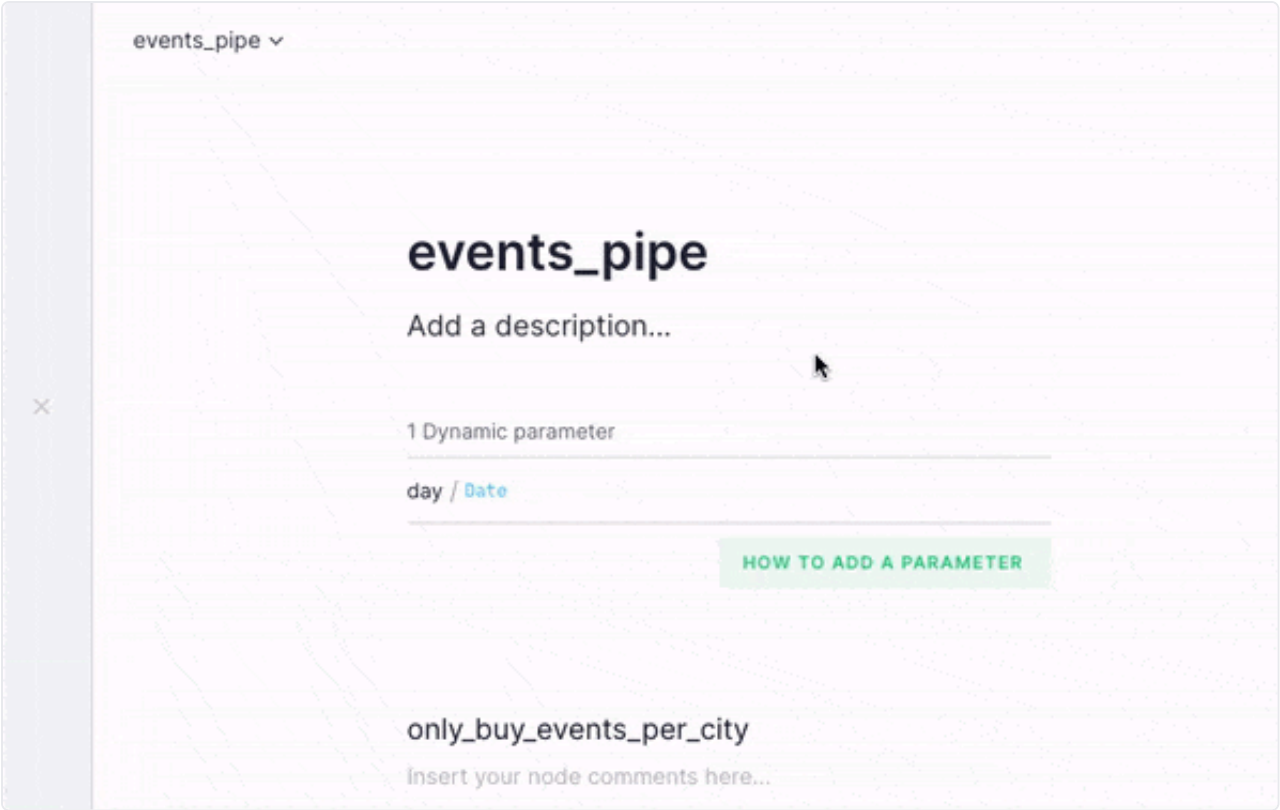 events_pipe
events_pipe
Add a description...
1 Dynamic parameter
day / Date
HOW TO ADD A PARAMETER
only_buy_events_per_city
Insert your node comments here...